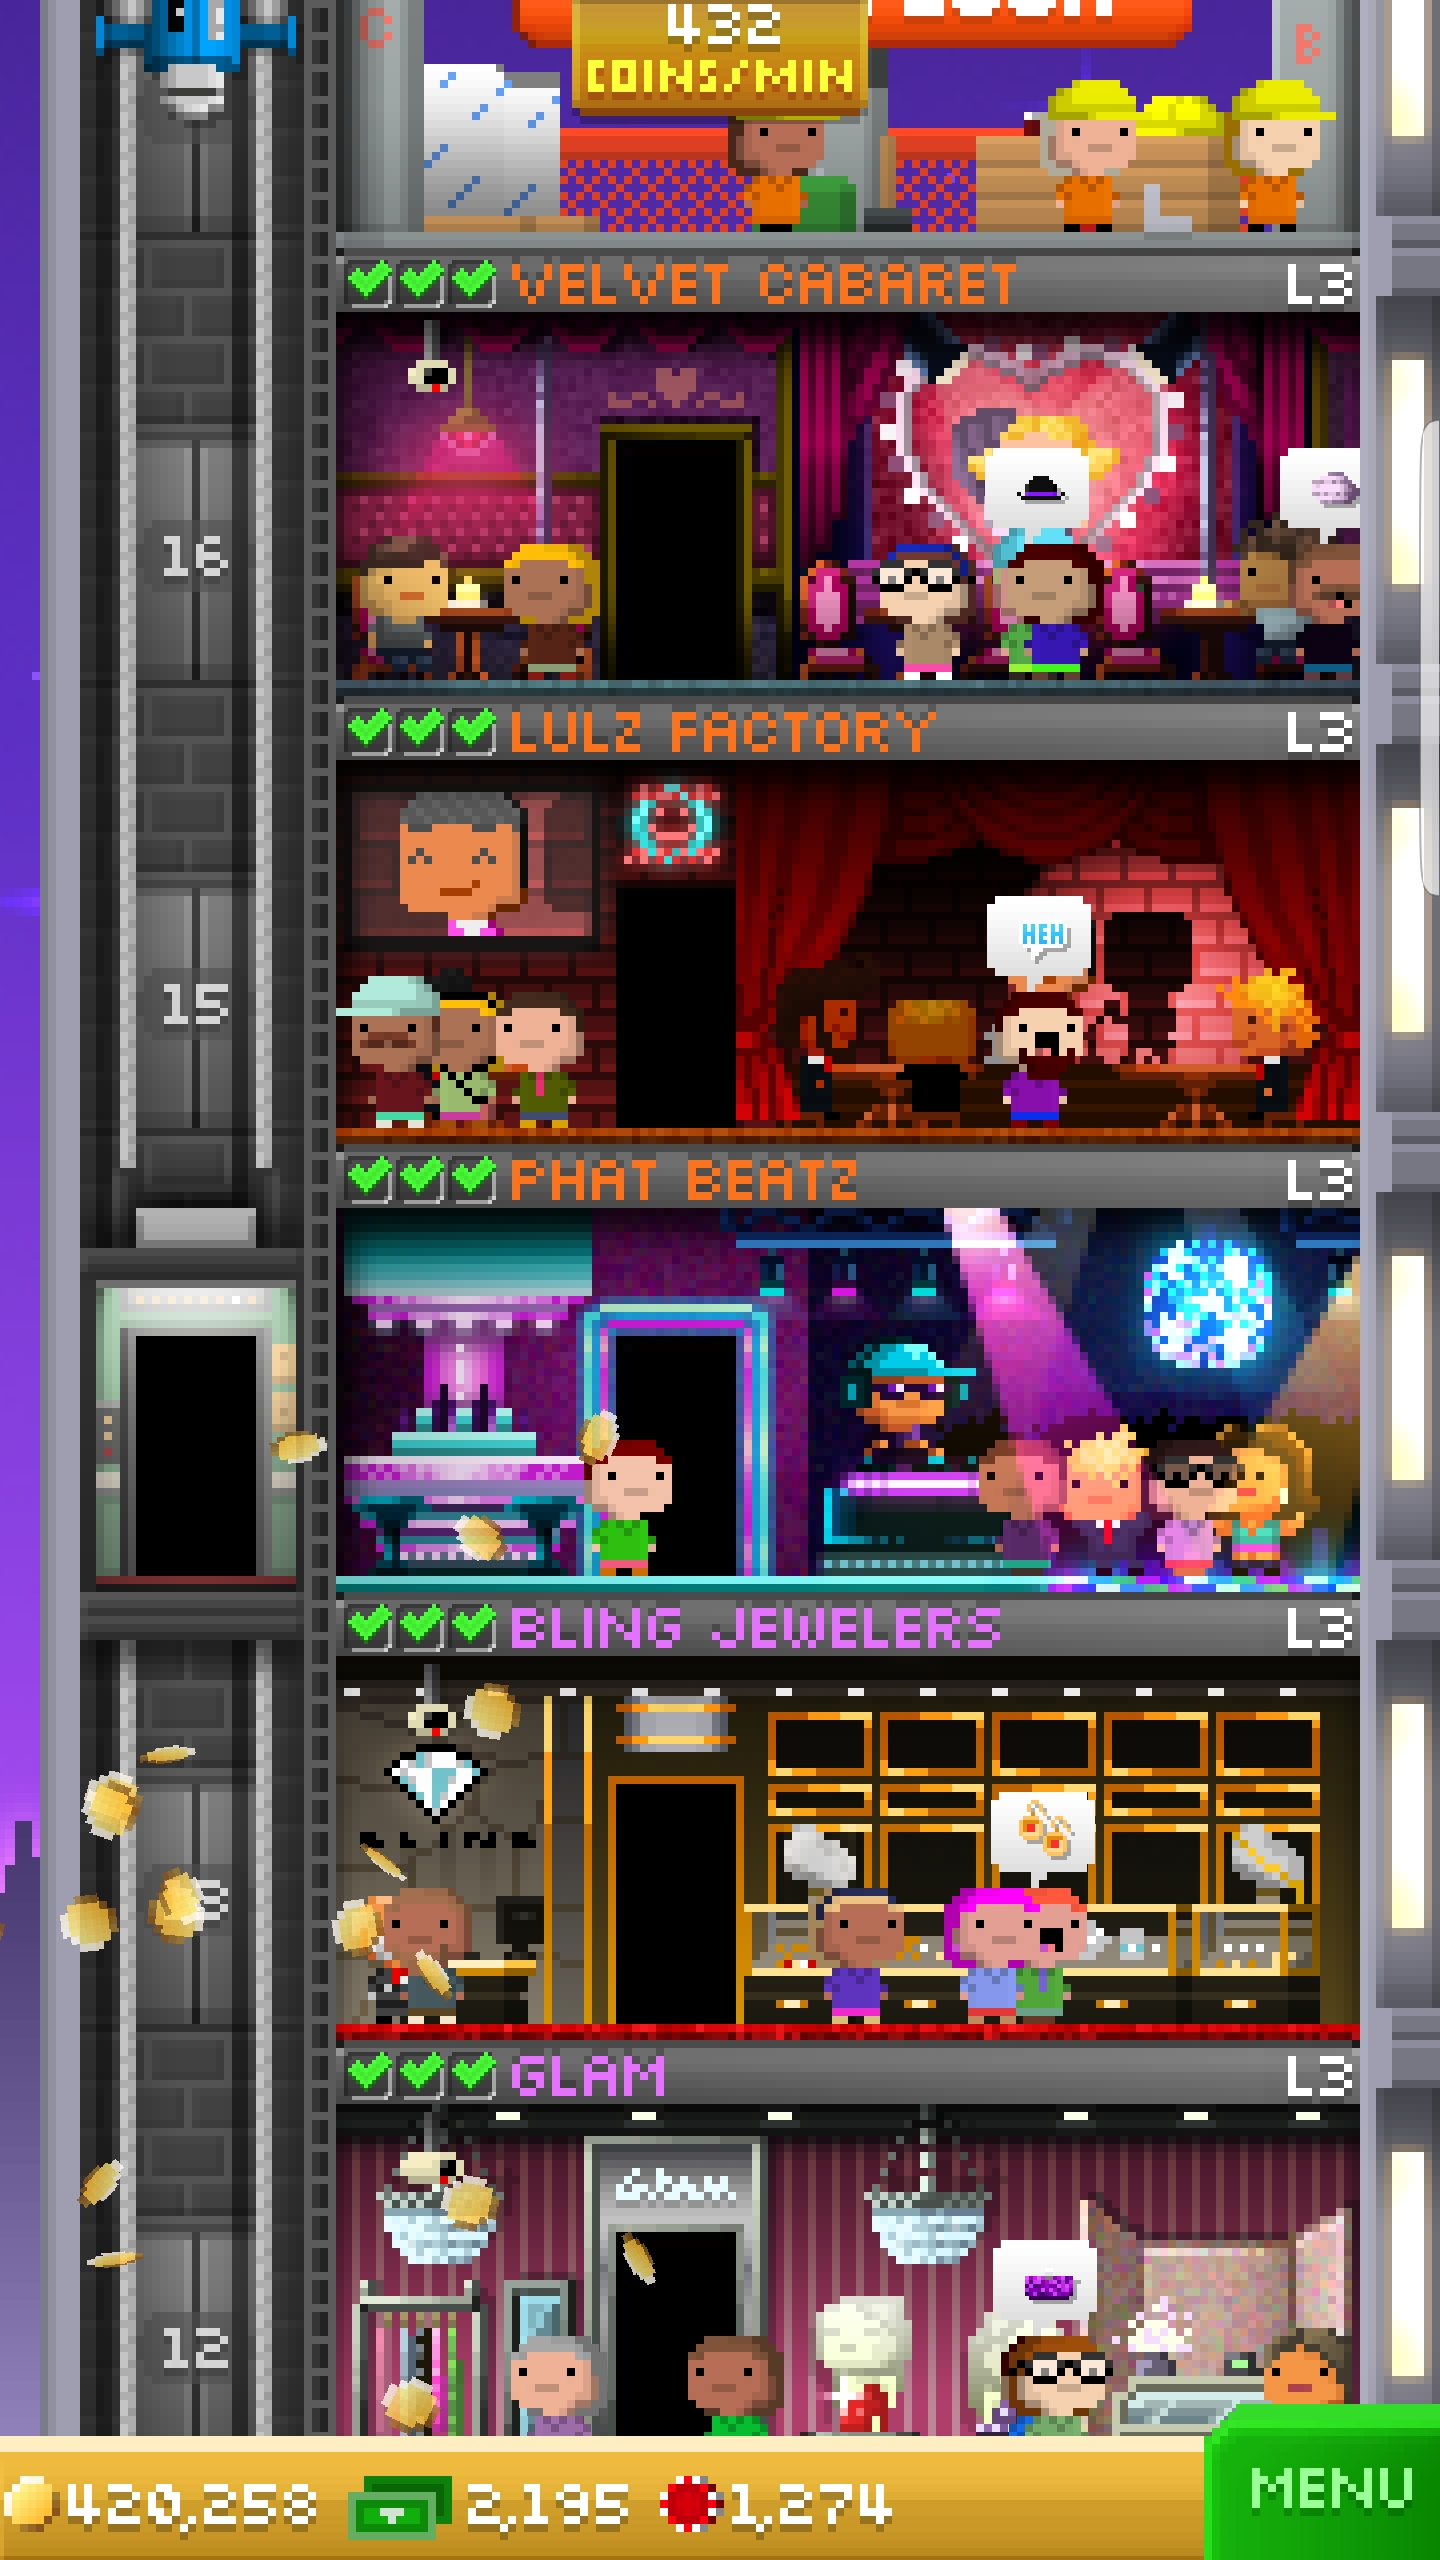 432
COINS/MIN
C
B
VELVET CABARET
L3
16
LULZ FACTORY
L3
15
HEH
PHAT BEATZ
L3
BLING JEWELERS
L3
BLING
GLAM
L3
Glam
12
420,258
2,195
1,274
MENU